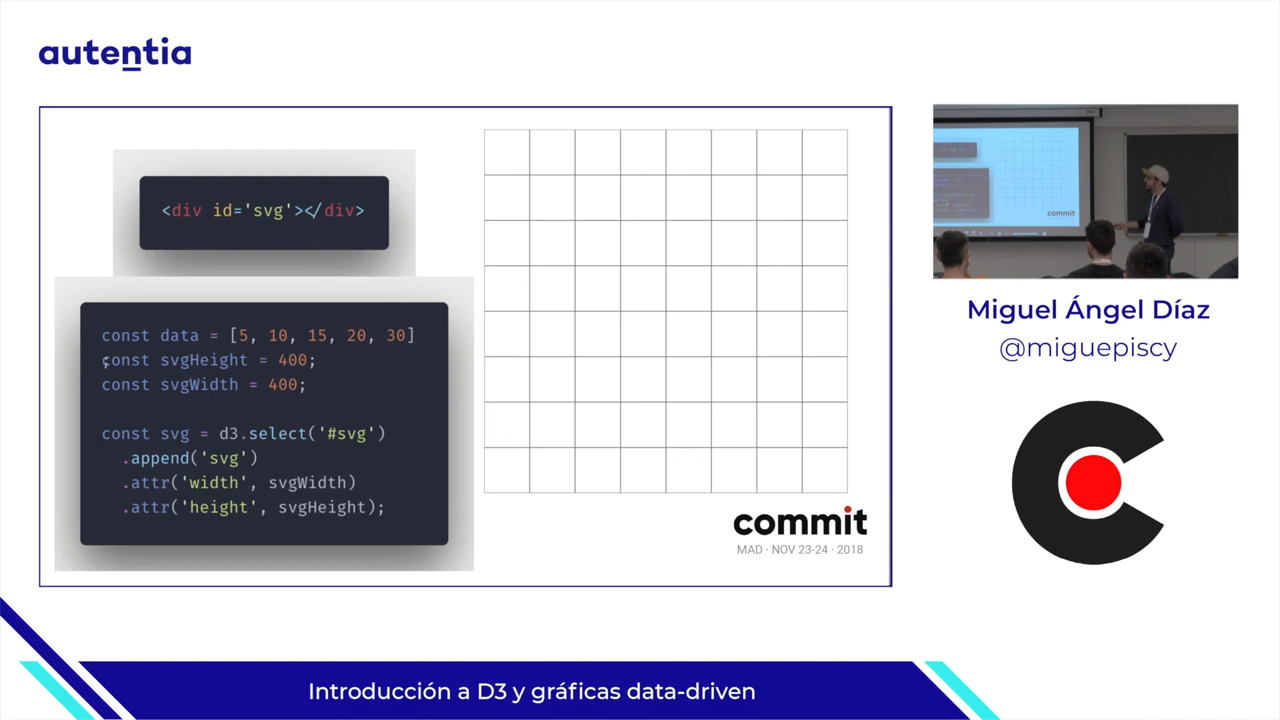 autentia
<div id='svg'></div>
const data = [5, 10, 15, 20, 30]
const svgHeight = 400;
const svgWidth = 400;
const svg = d3.select('#svg')
.append('svg')
.attr('width', svgWidth)
.attr('height', svgHeight);
commit
MAD · NOV 23-24 · 2018
commit
Miguel Ángel Díaz
@miguepiscy
Introducción a D3 y gráficas data-driven